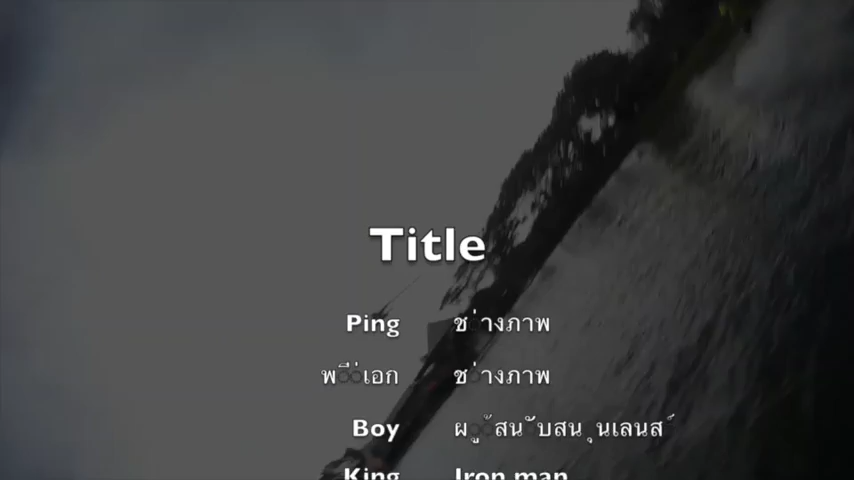 Title
Ping ช่างภาพ
พี่เอก ช่างภาพ
Boy ผู้สนับสนุนเลนส์
King Iron man